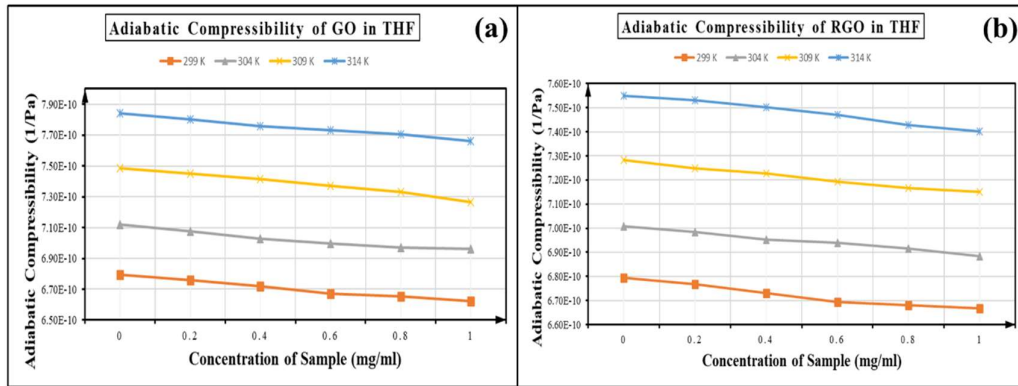 Adiabatic Compressibility of GO in THF
(a)
299 K 304 K 309 K 314 K
Adiabatic Compressibility (1/Pa)
7.90E-10
7.70E-10
7.50E-10
7.30E-10
7.10E-10
6.90E-10
6.70E-10
6.50E-10
0 0.2 0.4 0.6 0.8 1
Concentration of Sample (mg/ml)
Adiabatic Compressibility of RGO in THF
(b)
299 K 304 K 309 K 314 K
Adiabatic Compressibility (1/Pa)
7.60E-10
7.50E-10
7.40E-10
7.30E-10
7.20E-10
7.10E-10
7.00E-10
6.90E-10
6.80E-10
6.70E-10
6.60E-10
0 0.2 0.4 0.6 0.8 1
Concentration of Sample (mg/ml)